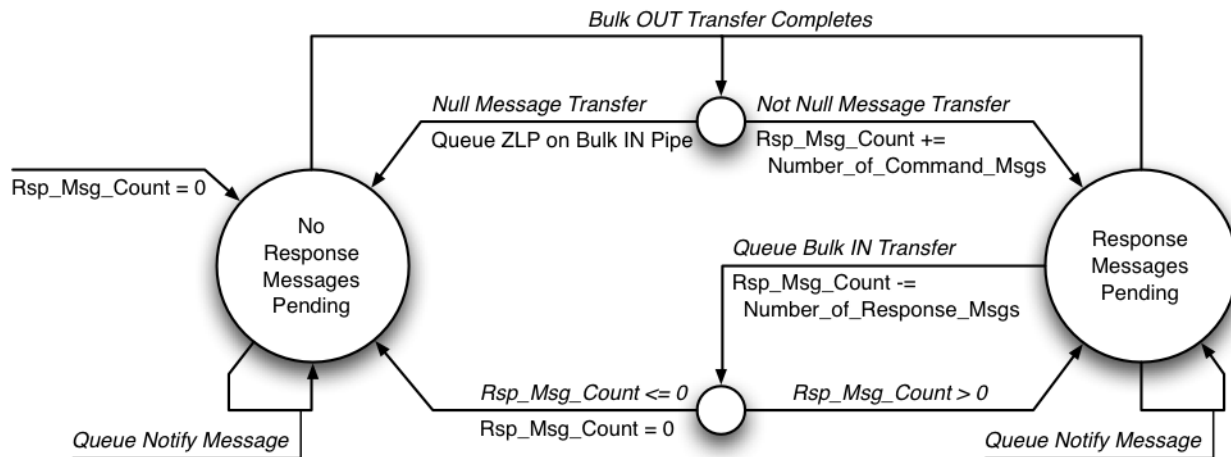 Bulk OUT Transfer Completes
Null Message Transfer
Queue ZLP on Bulk IN Pipe
Not Null Message Transfer
Rsp_Msg_Count +=
Number_of_Command_Msgs
Rsp_Msg_Count = 0
No
Response
Messages
Pending
Queue Bulk IN Transfer
Rsp_Msg_Count -=
Number_of_Response_Msgs
Response
Messages
Pending
Rsp_Msg_Count <= 0
Rsp_Msg_Count = 0
Rsp_Msg_Count > 0
Queue Notify Message
Queue Notify Message